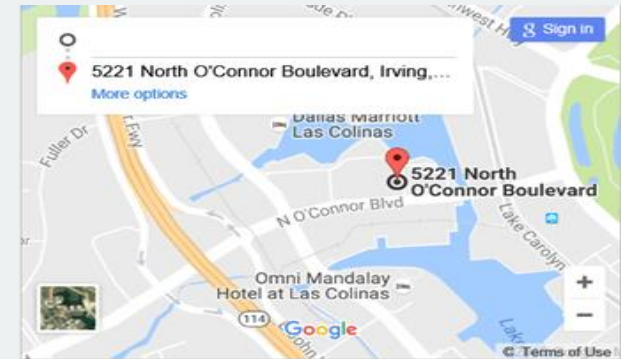 Sign in
5221 North O'Connor Boulevard, Irving,...
More options
Dallas Marriott
Las Colinas
Fuller Dr
5221 North
O'Connor Boulevard
N O'Connor Blvd
Lake Carolyn
Omni Mandalay
Hotel at Las Colinas
114
Google
+
−
© Terms of Use